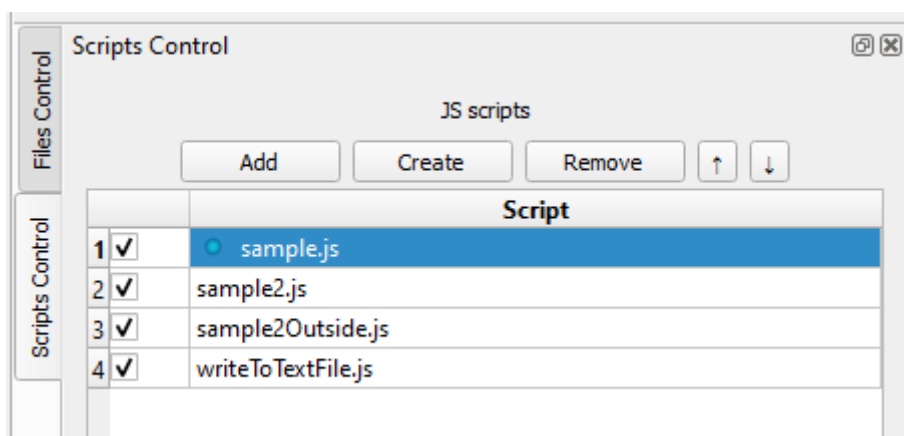 Scripts Control
Files Control
JS scripts
Add Create Remove ↑ ↓
Scripts Control
Script
1 sample.js
2 sample2.js
3 sample2Outside.js
4 writeToTextFile.js